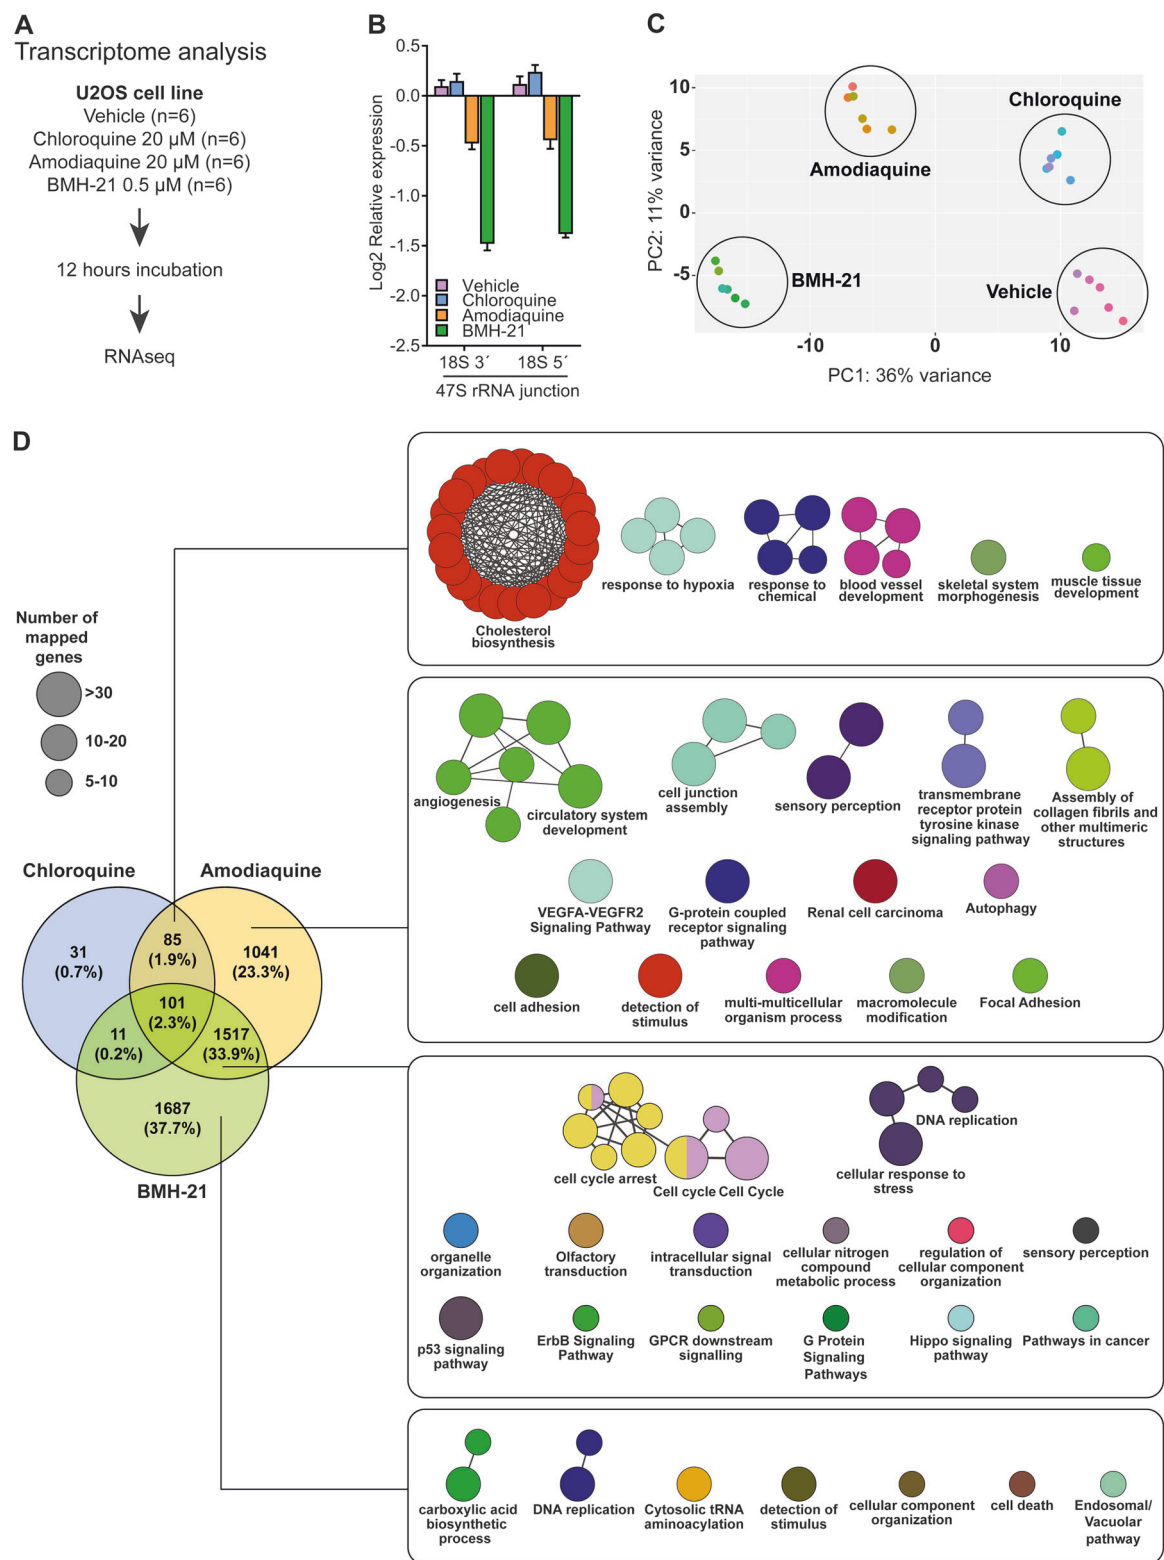 A
Transcriptome analysis
U2OS cell line
Vehicle (n=6)
Chloroquine 20 µM (n=6)
Amodiaquine 20 µM (n=6)
BMH-21 0.5 µM (n=6)
12 hours incubation
RNAseq
B
Log2 Relative expression
0.5
0.0
-0.5
-1.0
-1.5
-2.0
-2.5
Vehicle
Chloroquine
Amodiaquine
BMH-21
18S 3´
18S 5´
47S rRNA junction
C
PC2: 11% variance
10
5
0
-5
Chloroquine
Amodiaquine
BMH-21
Vehicle
-10
0
10
PC1: 36% variance
D
Number of
mapped
genes
>30
10-20
5-10
Chloroquine
Amodiaquine
31
(0.7%)
85
(1.9%)
1041
(23.3%)
101
(2.3%)
11
(0.2%)
1517
(33.9%)
1687
(37.7%)
BMH-21
Cholesterol
biosynthesis
response to hypoxia
response to
chemical
blood vessel
development
skeletal system
morphogenesis
muscle tissue
development
angiogenesis
circulatory system
development
cell junction
assembly
sensory perception
transmembrane
receptor protein
tyrosine kinase
signaling pathway
Assembly of
collagen fibrils and
other multimeric
structures
VEGFA-VEGFR2
Signaling Pathway
G-protein coupled
receptor signaling
pathway
Renal cell carcinoma
Autophagy
cell adhesion
detection of
stimulus
multi-multicellular
organism process
macromolecule
modification
Focal Adhesion
cell cycle arrest
Cell cycle
Cell Cycle
DNA replication
cellular response to
stress
organelle
organization
Olfactory
transduction
intracellular signal
transduction
cellular nitrogen
compound
metabolic process
regulation of
cellular component
organization
sensory perception
p53 signaling
pathway
ErbB Signaling
Pathway
GPCR downstream
signalling
G Protein
Signaling
Pathways
Hippo signaling
pathway
Pathways in cancer
carboxylic acid
biosynthetic
process
DNA replication
Cytosolic tRNA
aminoacylation
detection of
stimulus
cellular component
organization
cell death
Endosomal/
Vacuolar
pathway